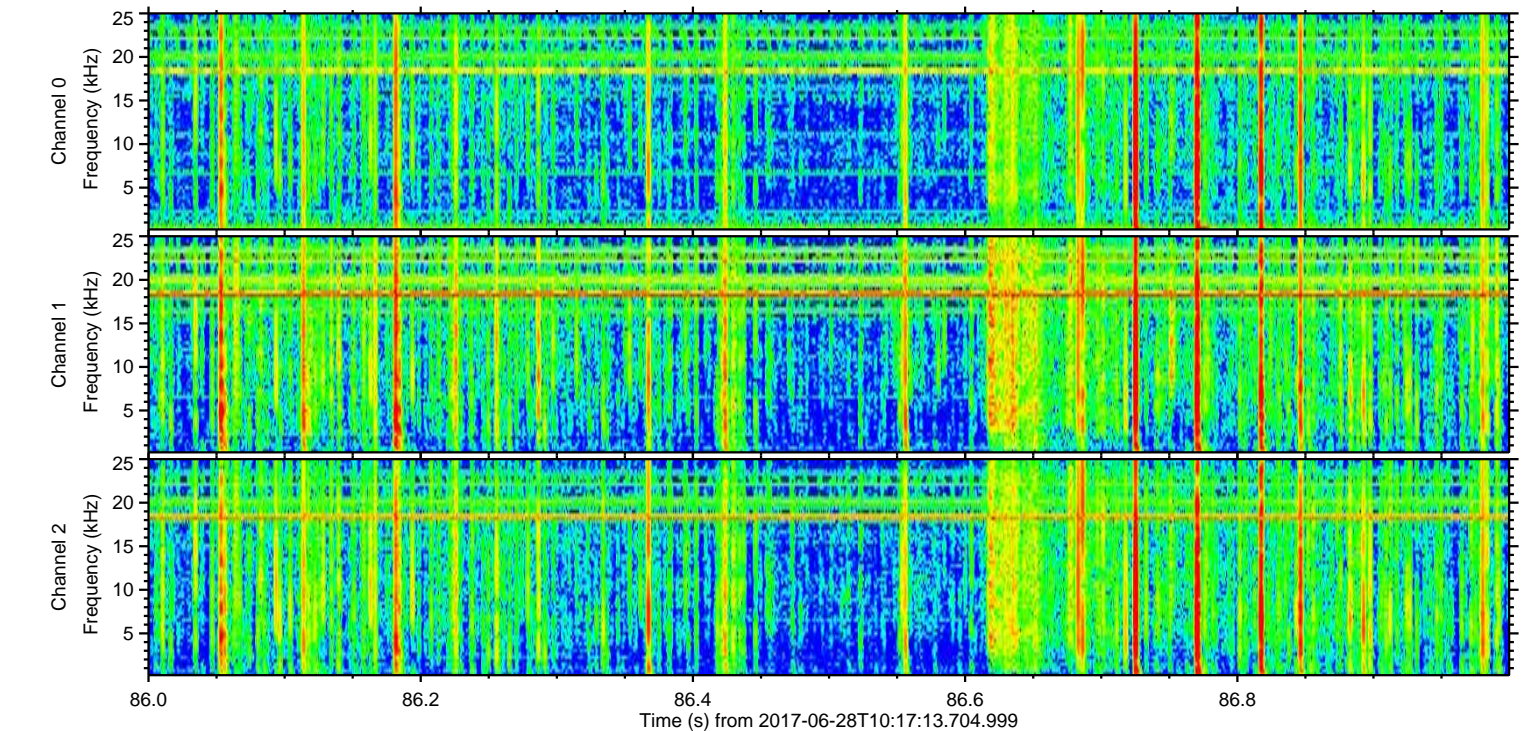 25
20
15
10
5
Channel 0
Frequency (kHz)
25
20
15
10
5
Channel 1
Frequency (kHz)
25
20
15
10
5
Channel 2
Frequency (kHz)
86.0 86.2 86.4 86.6 86.8
Time (s) from 2017-06-28T10:17:13.704.999